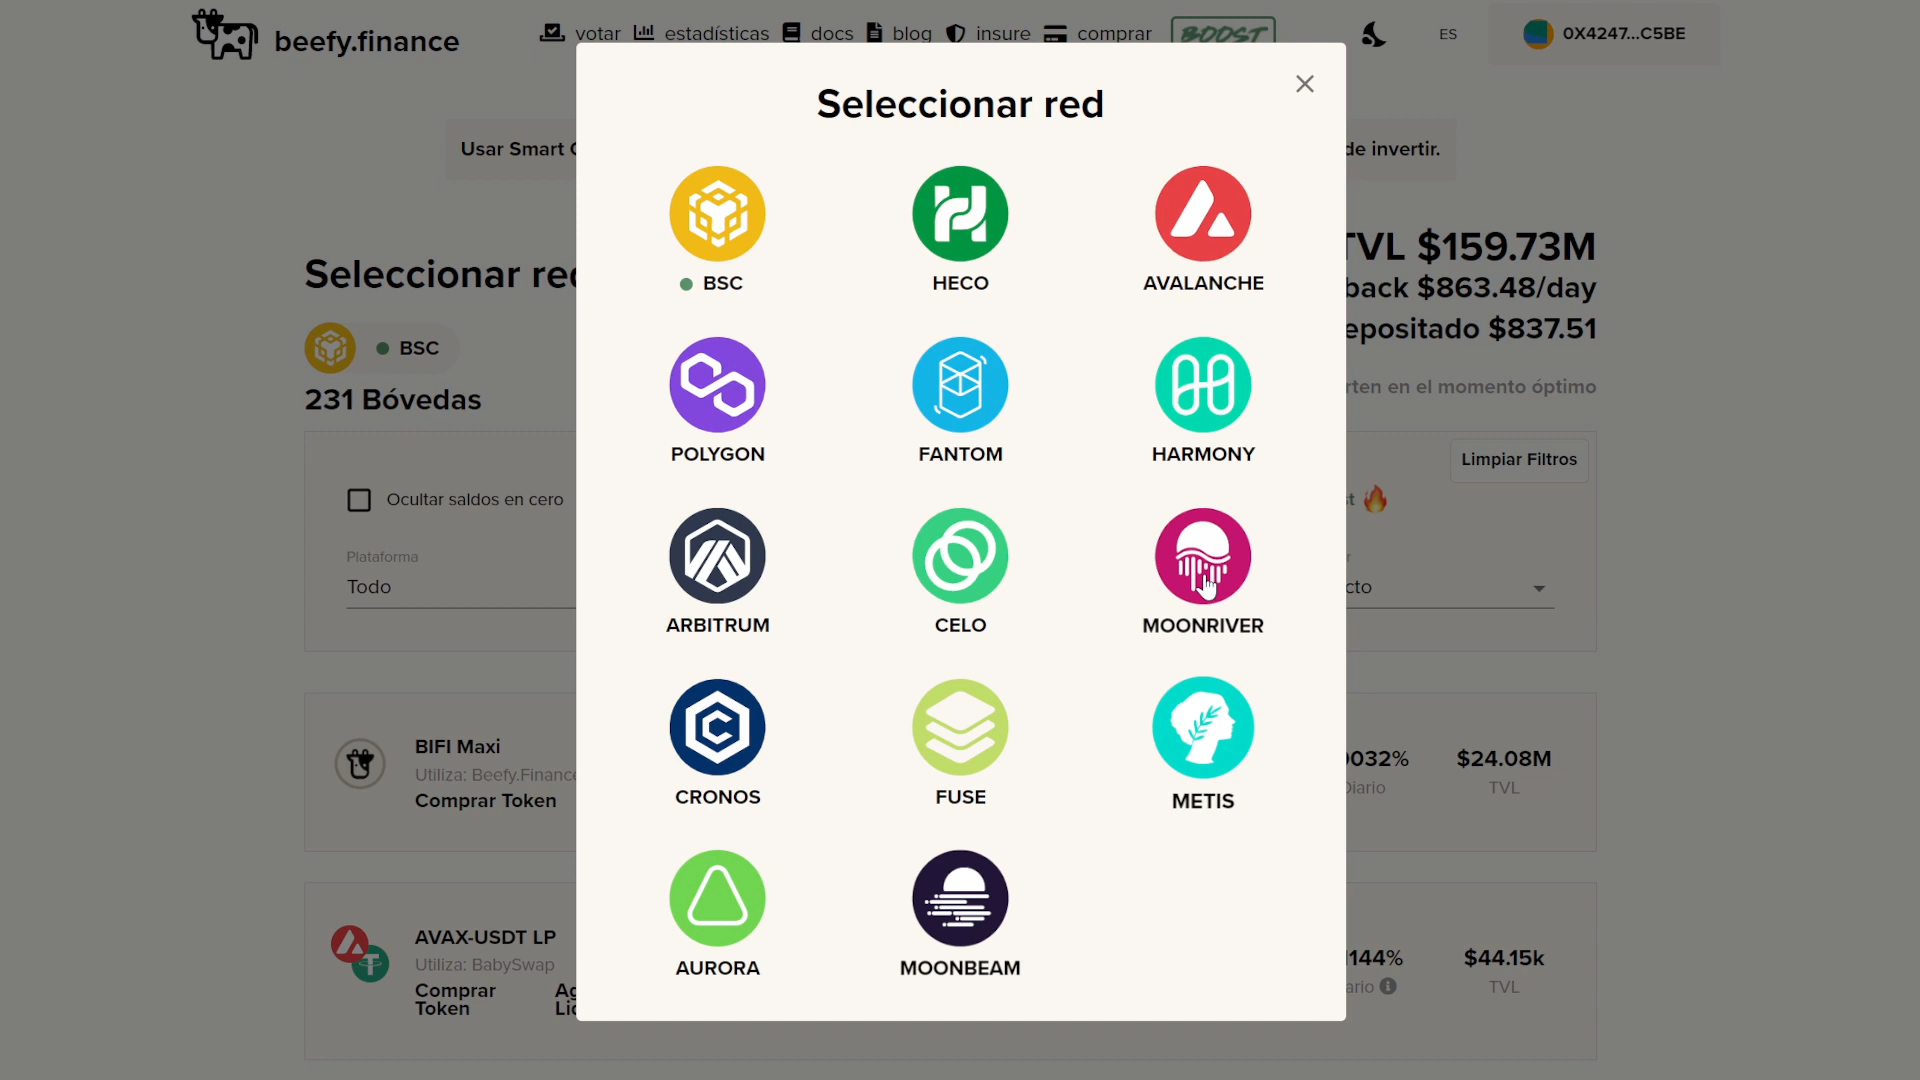 beefy.finance
votar
estadísticas
docs
blog
insure
comprar
BOOST
ES
0X4247...C5BE
Seleccionar red
Usar Smart
de invertir.
BSC
HECO
AVALANCHE
TVL $159.73M
back $863.48/day
epositado $837.51
Seleccionar red
BSC
231 Bóvedas
rten en el momento óptimo
POLYGON
FANTOM
HARMONY
Limpiar Filtros
Ocultar saldos en cero
Plataforma
Todo
cto
ARBITRUM
CELO
MOONRIVER
BIFI Maxi
Utiliza: Beefy.Finance
Comprar Token
0032%
Diario
$24.08M
TVL
CRONOS
FUSE
METIS
AVAX-USDT LP
Utiliza: BabySwap
Comprar
Token
144%
ario
$44.15k
TVL
AURORA
MOONBEAM